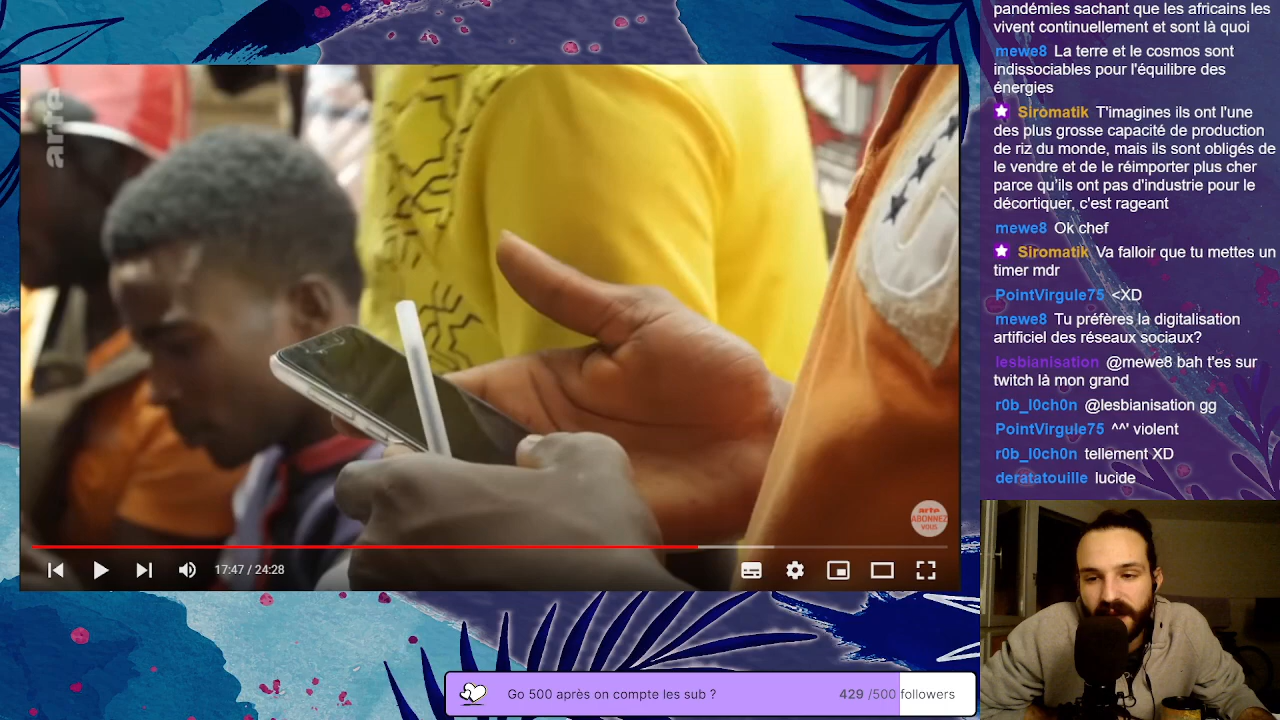 pandémies sachant que les africains les
vivent continuellement et sont là quoi
mewe8 La terre et le cosmos sont
indissociables pour l'équilibre des
énergies
Siromatik T'imagines ils ont l'une
des plus grosse capacité de production
de riz du monde, mais ils sont obligés de
le vendre et de le réimporter plus cher
parce qu'ils ont pas d'industrie pour le
décortiquer, c'est rageant
mewe8 Ok chef
Siromatik Va falloir que tu mettes un
timer mdr
PointVirgule75 <XD
mewe8 Tu préfères la digitalisation
artificiel des réseaux sociaux?
lesbianisation @mewe8 bah t'es sur
twitch là mon grand
r0b_l0ch0n @lesbianisation gg
PointVirgule75 ^^' violent
r0b_l0ch0n tellement XD
deratatouille lucide
arte
arte
ABONNEZ
VOUS
17:47 / 24:28
Go 500 après on compte les sub ?
429 /500 followers